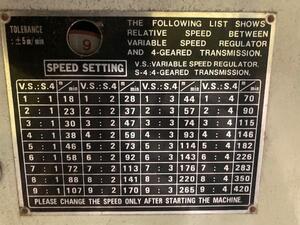 TOLERANCE
: ±5m/min
9
THE FOLLOWING LIST SHOWS
RELATIVE SPEED BETWEEN
VARIABLE SPEED REGULATOR
AND 4-GEARED TRANSMISSION.
SPEED SETTING
V.S.:VARIABLE SPEED REGULATOR.
S-4:4-GEARED TRANSMISSION.
V.S.:S.4 m/min V.S.:S.4 m/min V.S.:S.4 m/min V.S.:S.4 m/min
1 : 1 18 1 : 2 28 1 : 3 44 1 : 4 70
2 : 1 23 2 : 2 37 2 : 3 57 2 : 4 90
3 : 1 30 3 : 2 47 3 : 3 74 3 : 4 115
4 : 1 38 4 : 2 59 4 : 3 93 4 : 4 146
5 : 1 46 5 : 2 73 5 : 3 114 5 : 4 182
6 : 1 58 6 : 2 92 6 : 3 143 6 : 4 226
7 : 1 72 7 : 2 113 7 : 3 176 7 : 4 283
8 : 1 88 8 : 2 141 8 : 3 220 8 : 4 350
9 : 1 107 9 : 2 170 9 : 3 265 9 : 4 420
PLEASE CHANGE THE SPEED ONLY AFTER STARTING THE MACHINE.